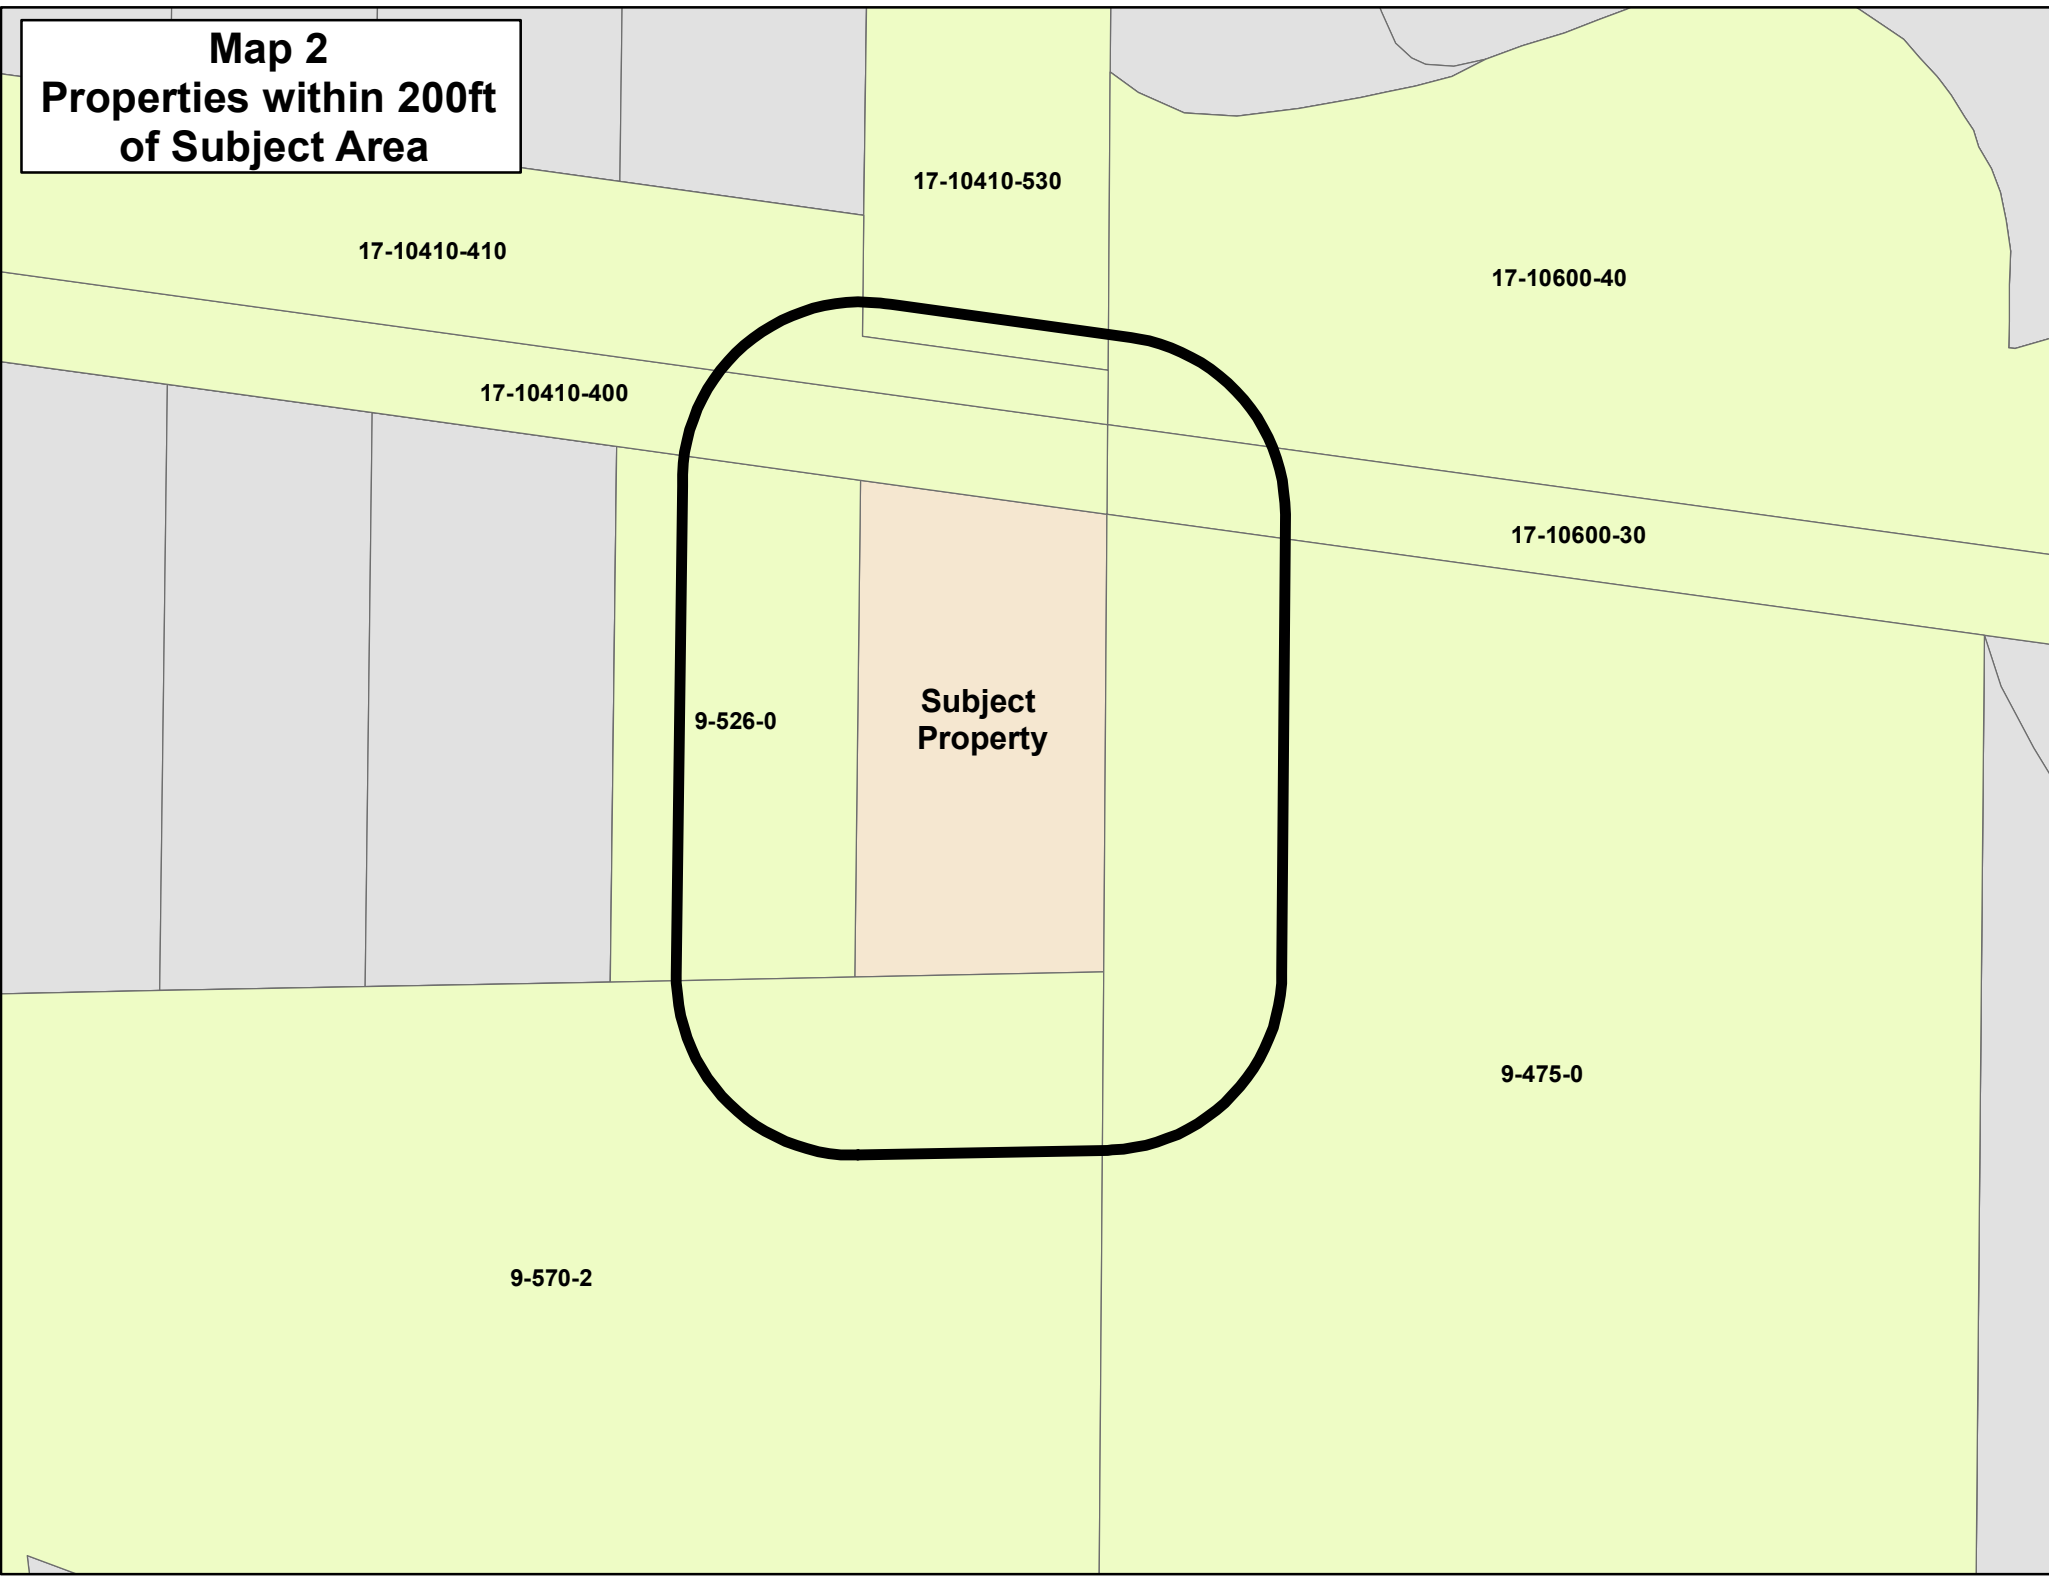 Map 2
Properties within 200ft
of Subject Area
17-10410-530
17-10410-410
17-10600-40
17-10410-400
17-10600-30
Subject
Property
9-526-0
9-475-0
9-570-2